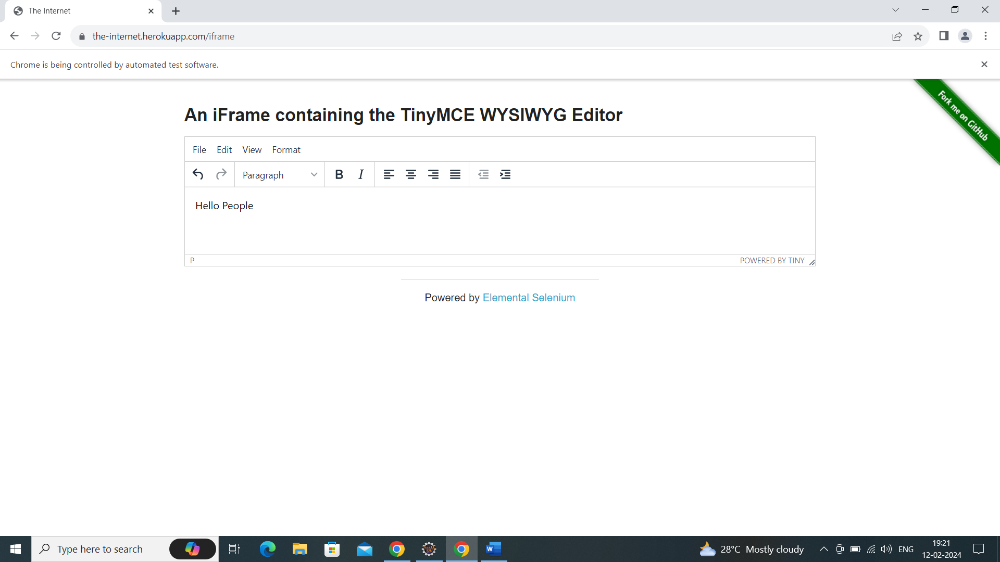 The Internet
the-internet.herokuapp.com/iframe
Chrome is being controlled by automated test software.
Fork me on GitHub
An iFrame containing the TinyMCE WYSIWYG Editor
File Edit View Format
Paragraph B I
Hello People
P POWERED BY TINY
Powered by Elemental Selenium
Type here to search
W
28°C Mostly cloudy
ENG
19:21
12-02-2024